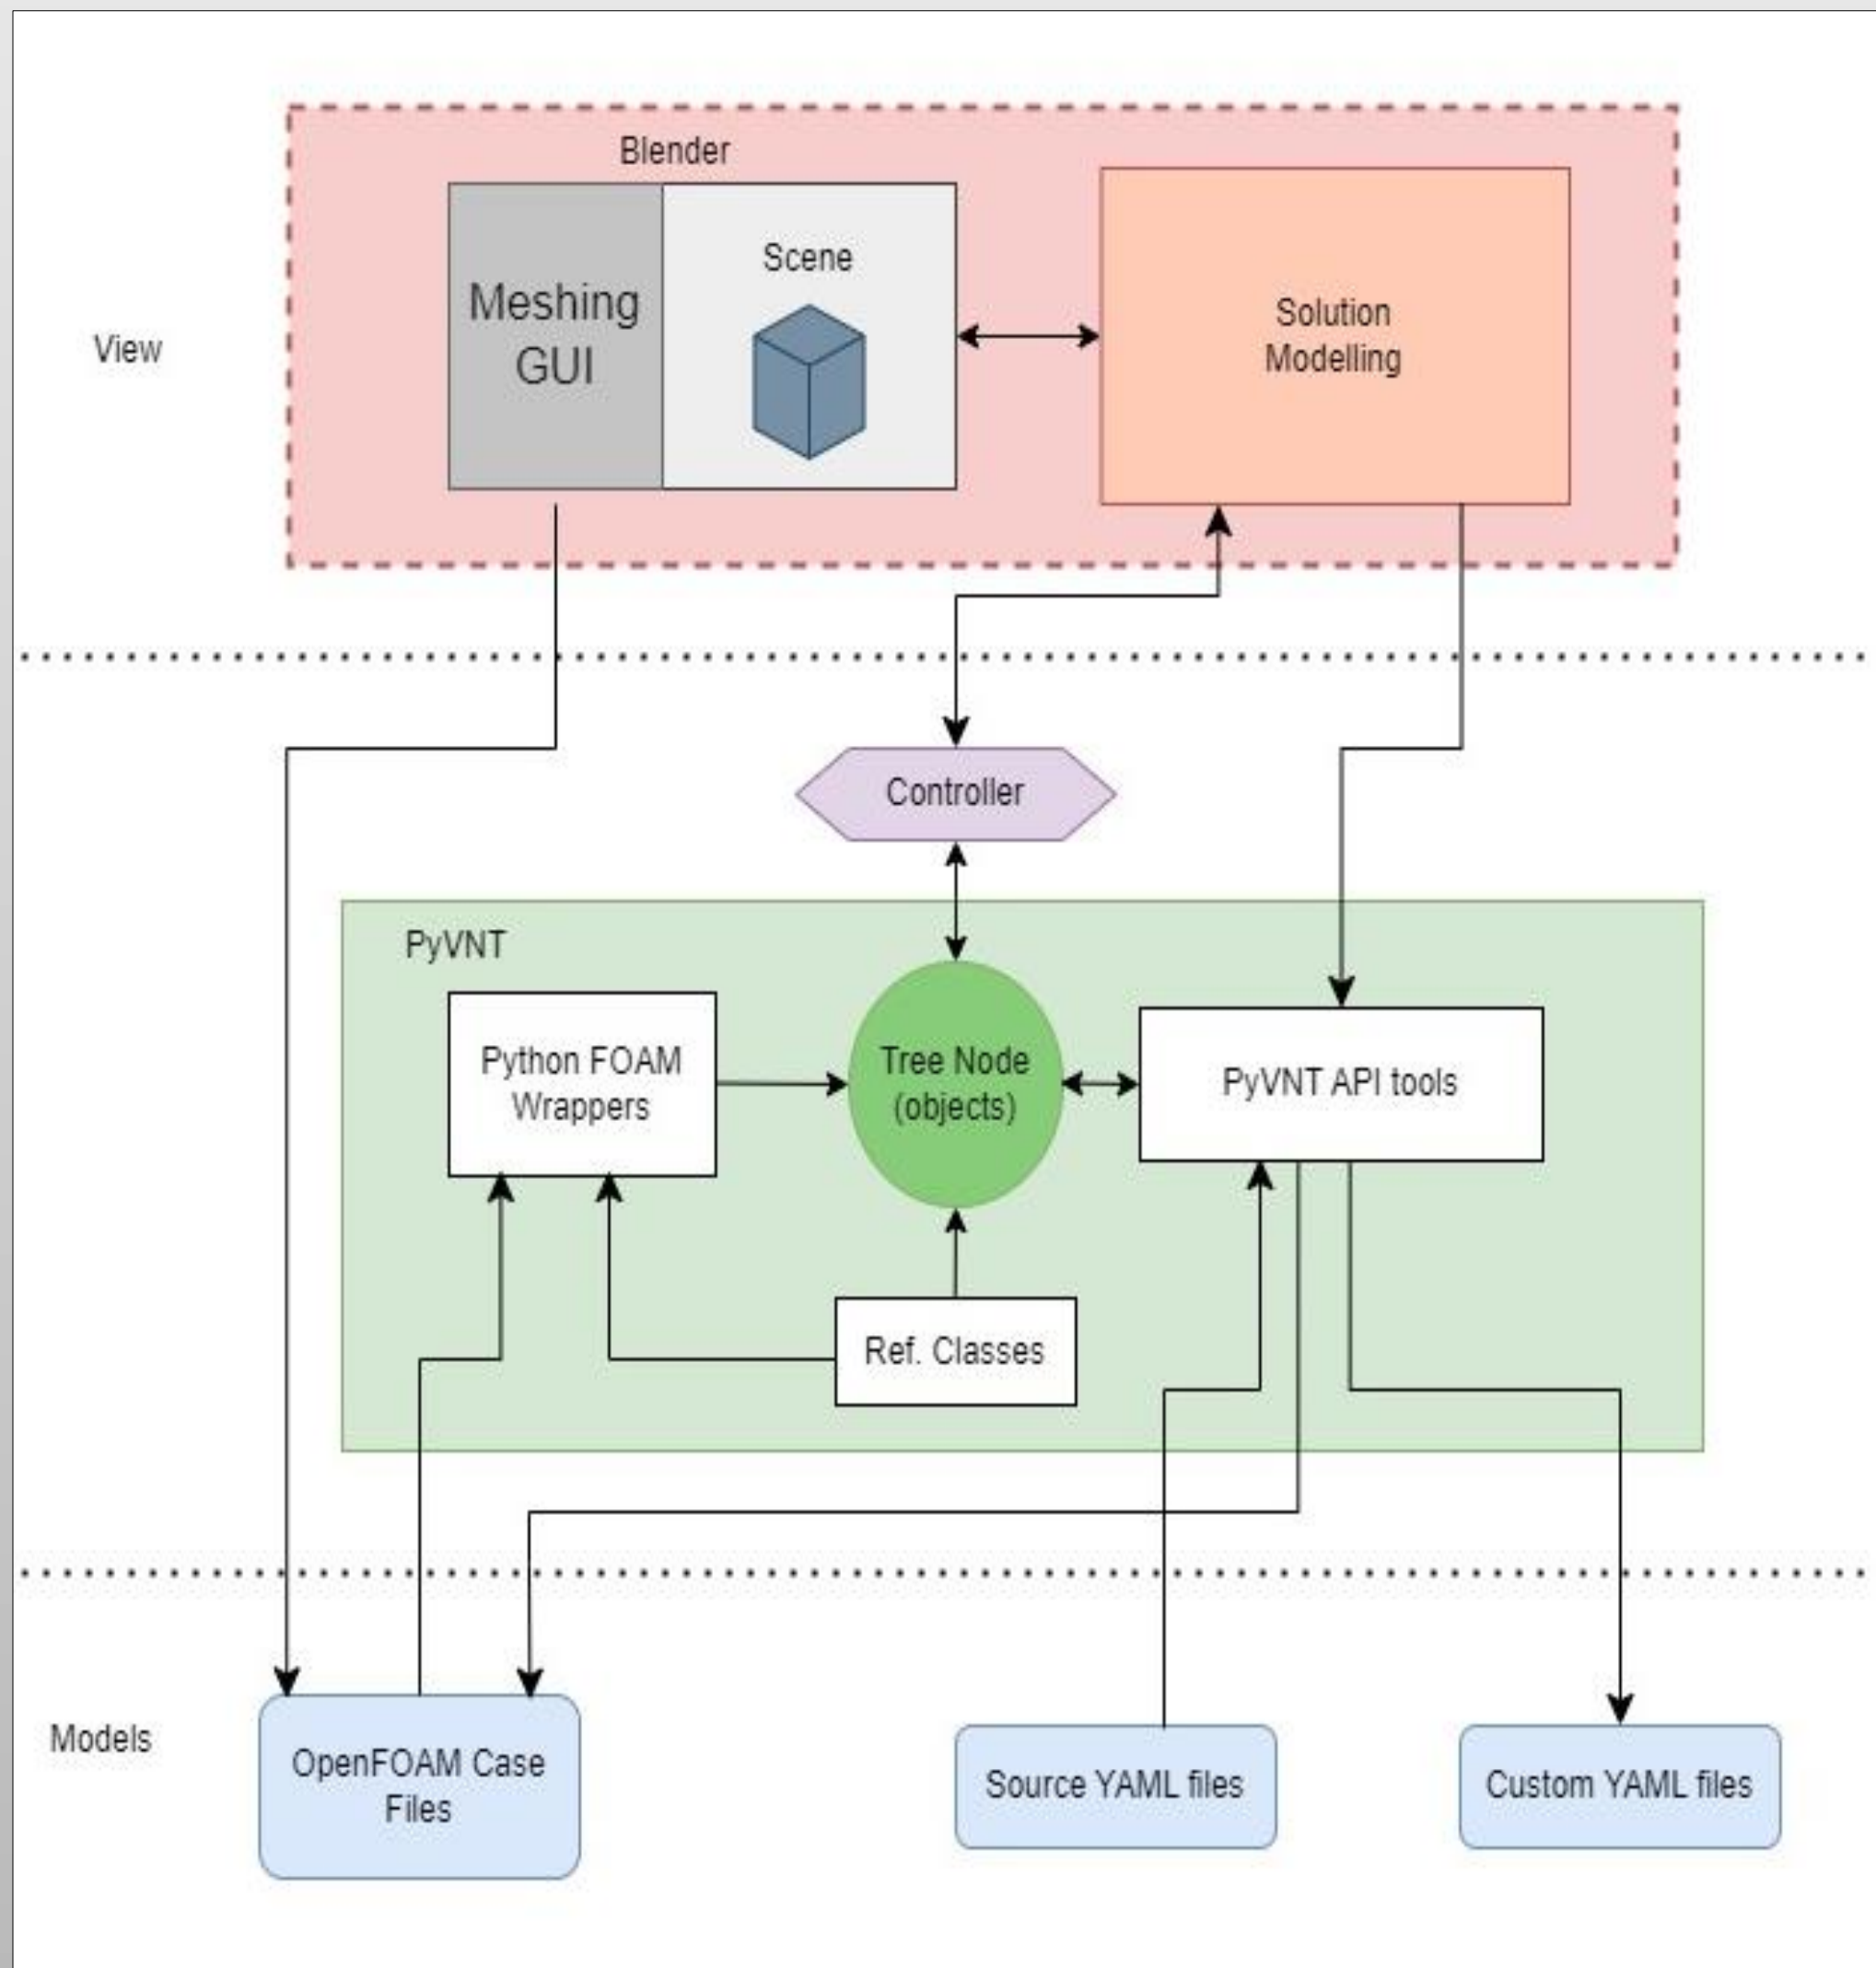 Blender
Meshing
GUI
Scene
Solution
Modelling
View
Controller
PyVNT
Python FOAM
Wrappers
Tree Node
(objects)
PyVNT API tools
Ref. Classes
Models
OpenFOAM Case
Files
Source YAML files
Custom YAML files